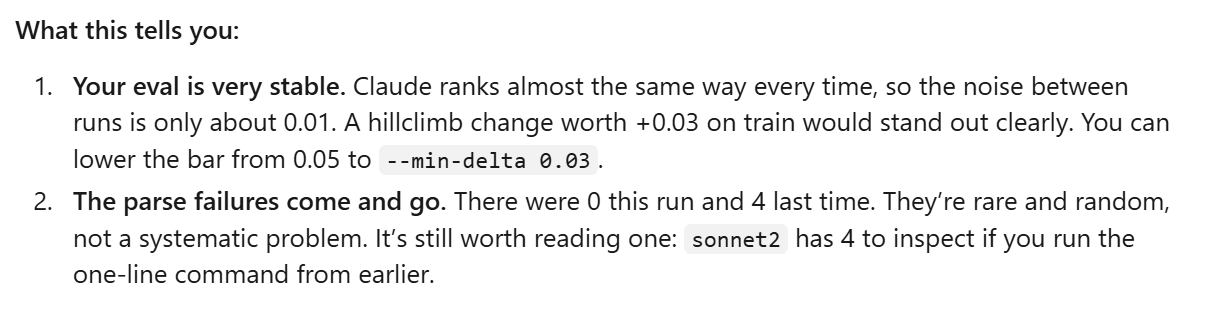 What this tells you:
1. Your eval is very stable. Claude ranks almost the same way every time, so the noise between
runs is only about 0.01. A hillclimb change worth +0.03 on train would stand out clearly. You can
lower the bar from 0.05 to --min-delta 0.03.
2. The parse failures come and go. There were 0 this run and 4 last time. They’re rare and random,
not a systematic problem. It’s still worth reading one: sonnet2 has 4 to inspect if you run the
one-line command from earlier.